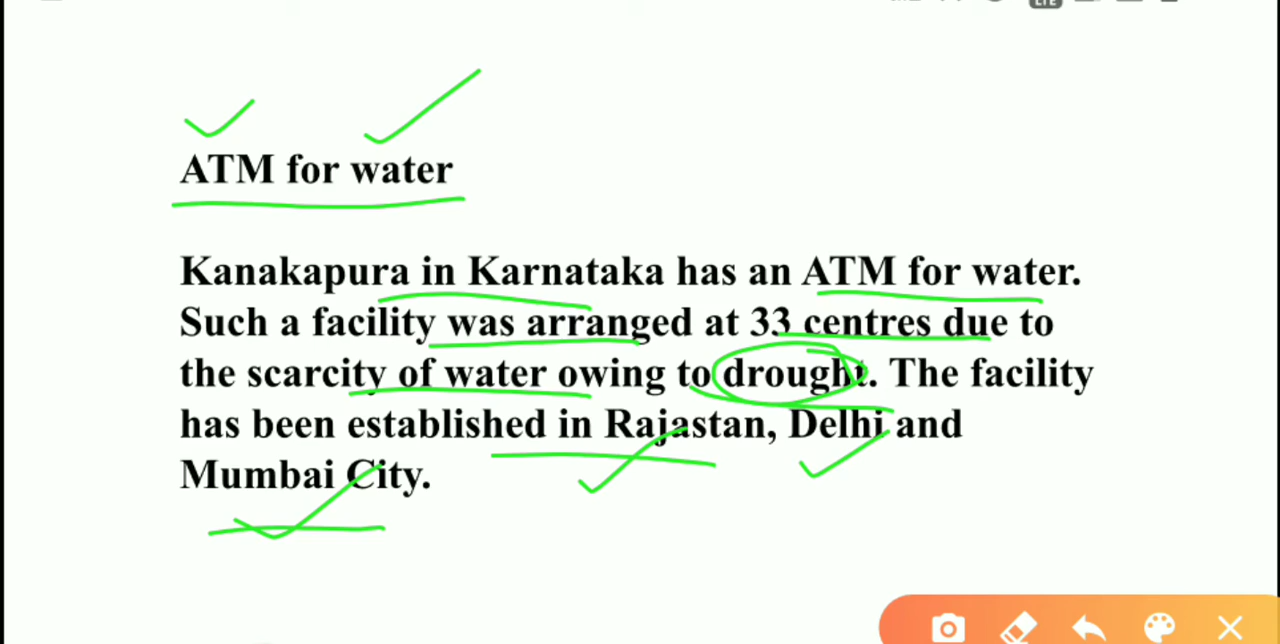 LTE
ATM for water
Kanakapura in Karnataka has an ATM for water.
Such a facility was arranged at 33 centres due to
the scarcity of water owing to drought. The facility
has been established in Rajastan, Delhi and
Mumbai City.